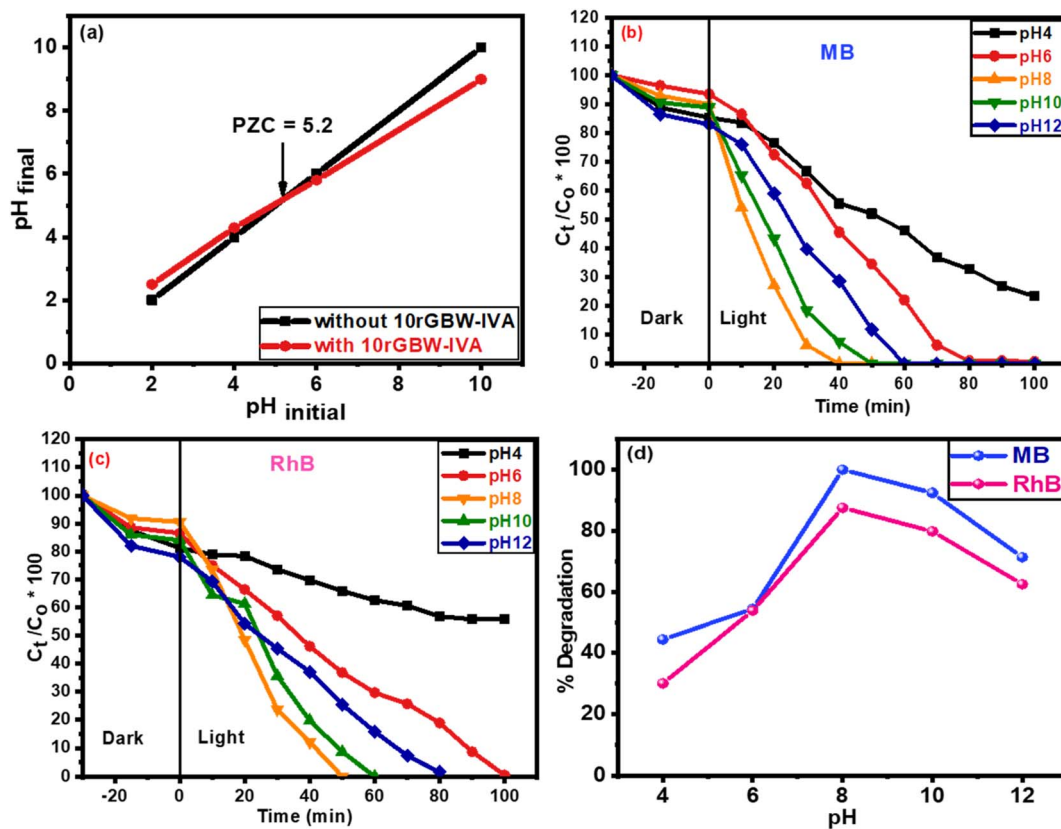 (a)
PZC = 5.2
pH final
10
8
6
4
2
0
without 10rGBW-IVA
with 10rGBW-IVA
0 2 4 6 8 10
pH initial
(b)
MB
pH4
pH6
pH8
pH10
pH12
Ct /Co * 100
120
110
100
90
80
70
60
50
40
30
20
10
0
Dark Light
-20 0 20 40 60 80 100
Time (min)
(c)
RhB
pH4
pH6
pH8
pH10
pH12
Ct /Co * 100
120
110
100
90
80
70
60
50
40
30
20
10
0
Dark Light
-20 0 20 40 60 80 100
Time (min)
(d)
MB
RhB
% Degradation
100
80
60
40
20
0
4 6 8 10 12
pH